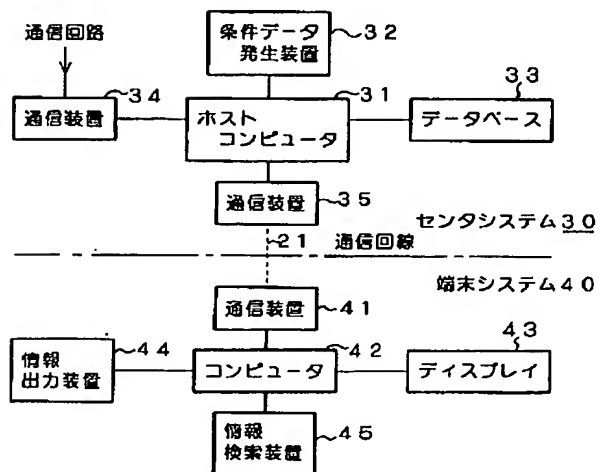 通信回路
条件データ
発生装置
32
34
通信装置
31
ホスト
コンピュータ
33
データベース
通信装置
35
センタシステム30
21
通信回線
端末システム40
通信装置
41
44
情報
出力装置
42
コンピュータ
43
ディスプレイ
情報
検索装置
45